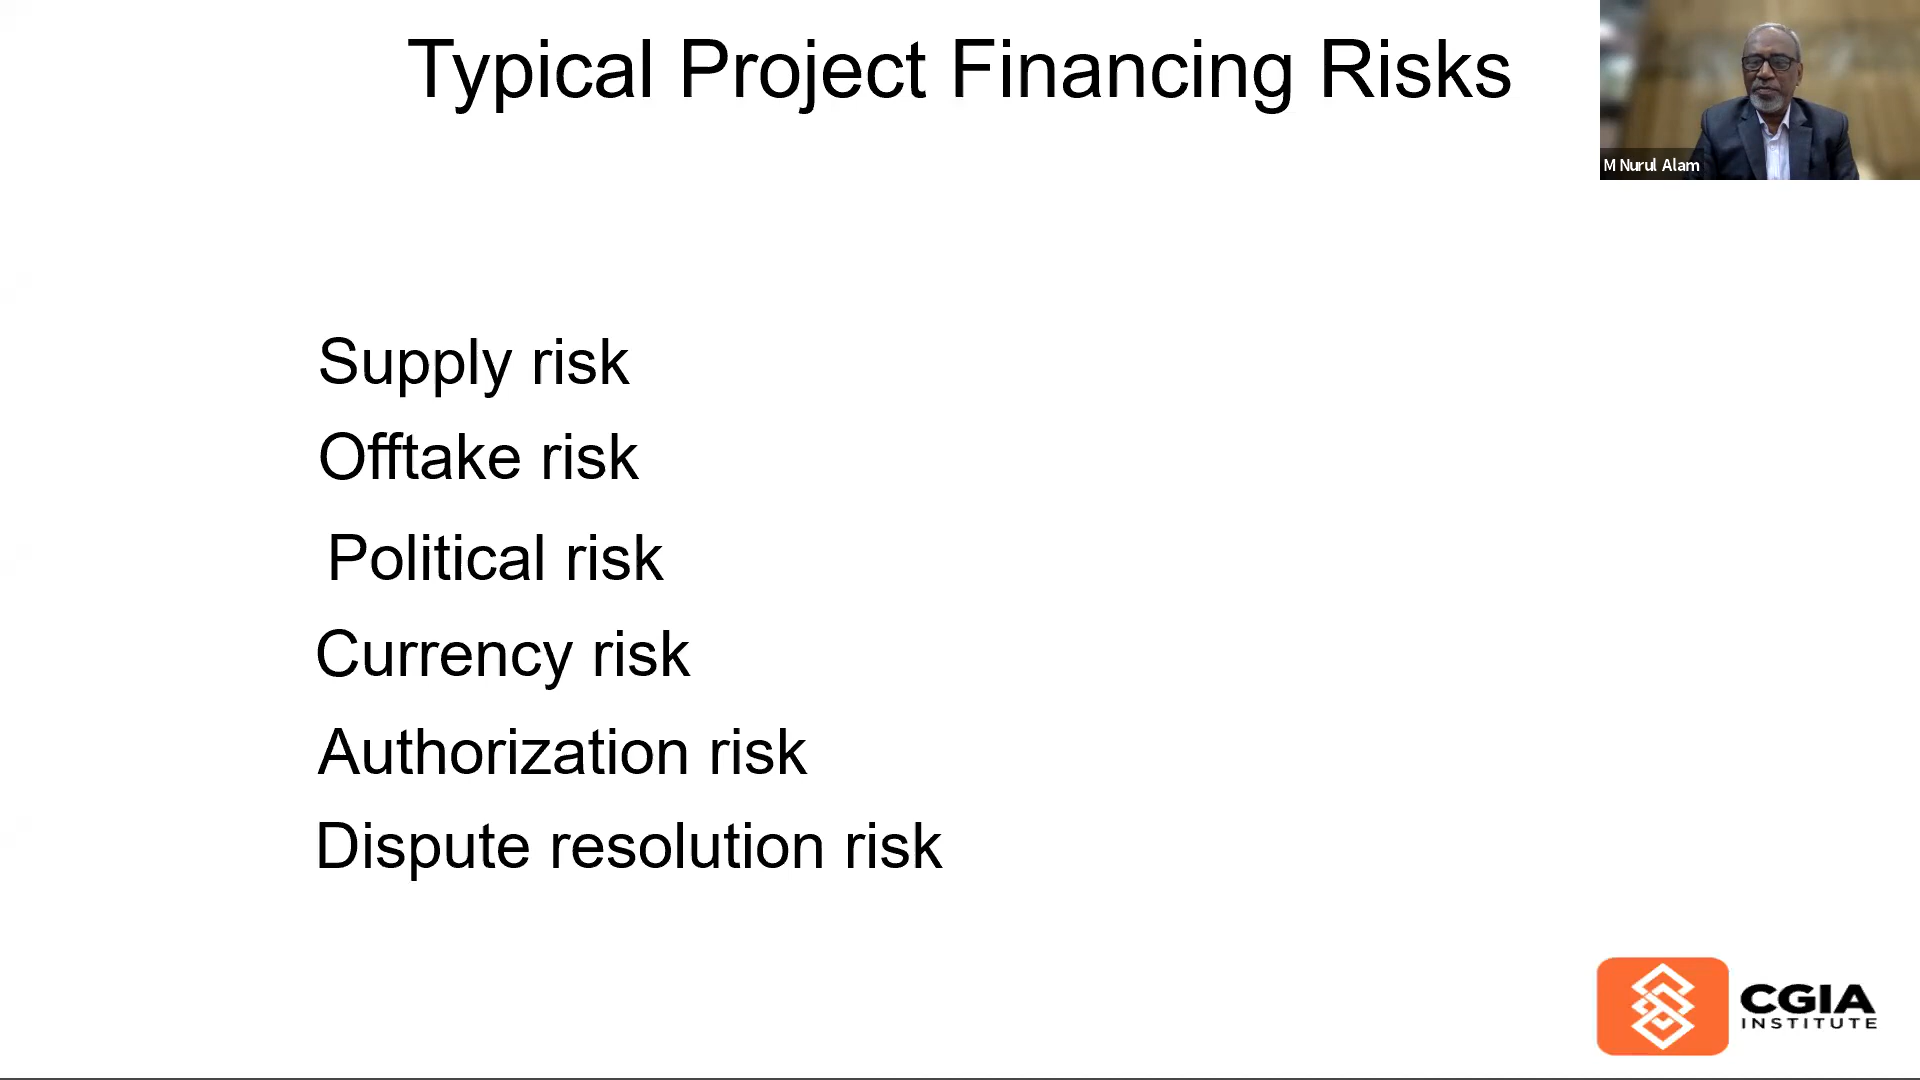 Typical Project Financing Risks
M Nurul Alam
Supply risk
Offtake risk
Political risk
Currency risk
Authorization risk
Dispute resolution risk
CGIA
INSTITUTE